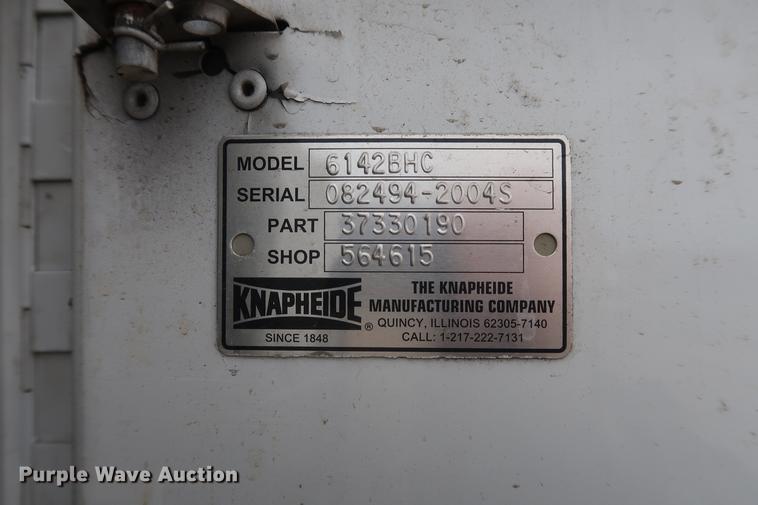 MODEL 6142BHC
SERIAL 082494-2004S
PART 37330190
SHOP 564615
KNAPHEIDE ®
SINCE 1848
THE KNAPHEIDE
MANUFACTURING COMPANY
QUINCY, ILLINOIS 62305-7140
CALL: 1-217-222-7131
Purple Wave Auction